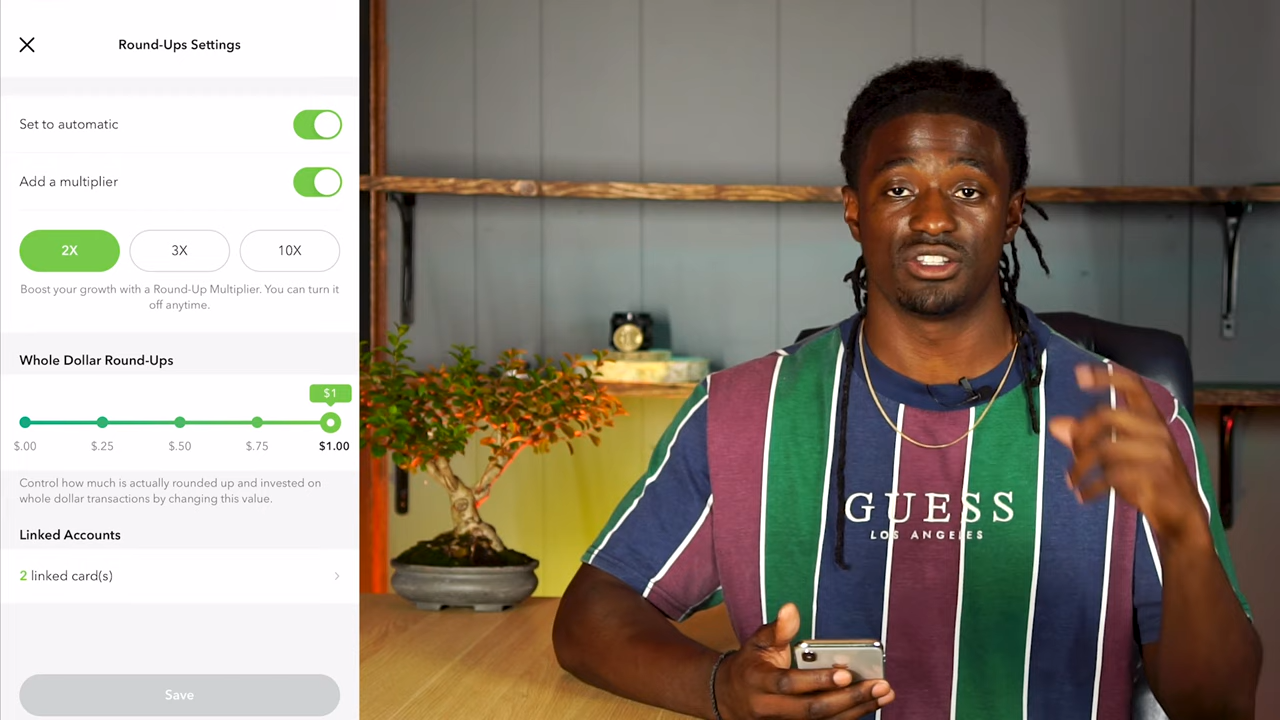 Round-Ups Settings
Set to automatic
Add a multiplier
2X 3X 10X
Boost your growth with a Round-Up Multiplier. You can turn it
off anytime.
Whole Dollar Round-Ups
$1
$.00 $.25 $.50 $.75 $1.00
Control how much is actually rounded up and invested on
whole dollar transactions by changing this value.
Linked Accounts
2 linked card(s)
Save
GUESS
LOS ANGELES